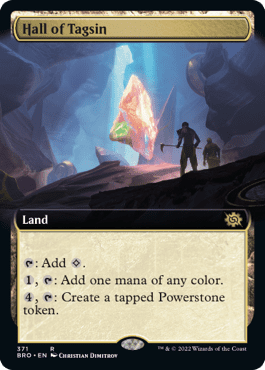 Hall of Tagsin
Land
: Add .
1, : Add one mana of any color.
4, : Create a tapped Powerstone
token.
371 R
BRO • EN Christian Dimitrov ™ & © 2022 Wizards of the Coast